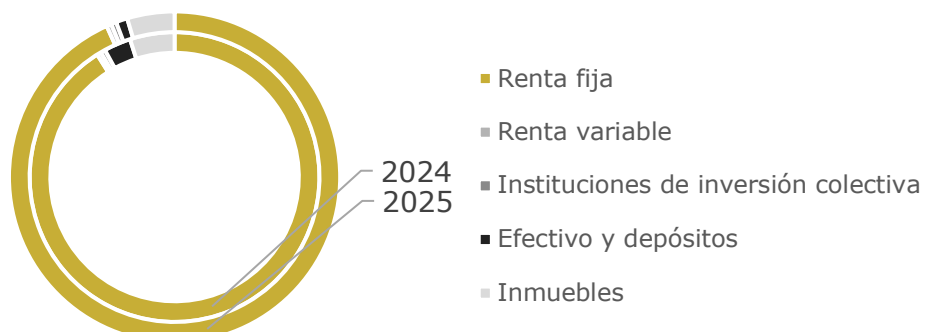 2024
2025
Renta fija
Renta variable
Instituciones de inversión colectiva
Efectivo y depósitos
Inmuebles